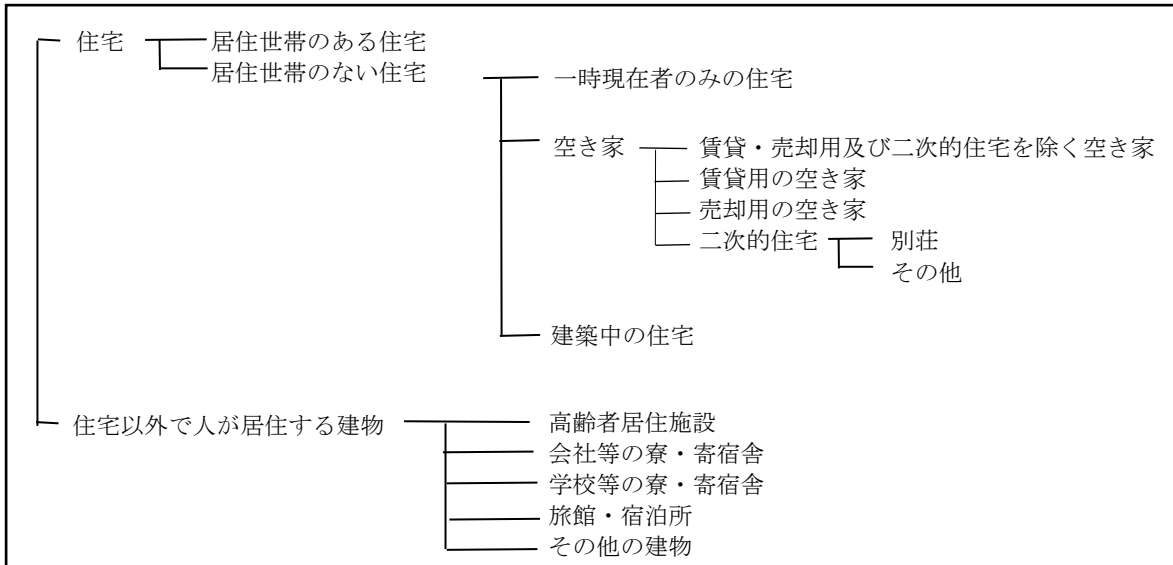 住宅
居住世帯のある住宅
居住世帯のない住宅
一時現在者のみの住宅
空き家
賃貸・売却用及び二次的住宅を除く空き家
賃貸用の空き家
売却用の空き家
二次的住宅
別荘
その他
建築中の住宅
住宅以外で人が居住する建物
高齢者居住施設
会社等の寮・寄宿舎
学校等の寮・寄宿舎
旅館・宿泊所
その他の建物